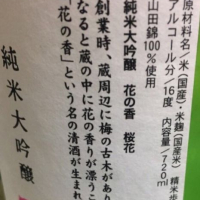 原材料名/米(国産)・米麹(国産米) 精米歩
アルコール分/16度 内容量/720ml
山田錦100%使用
純米大吟醸 花の香 桜花
創業時、蔵周辺に梅の古木があり
なると蔵の中に花の香りが漂うこ
「花の香」という名の清酒が生まれ
純米大吟醸